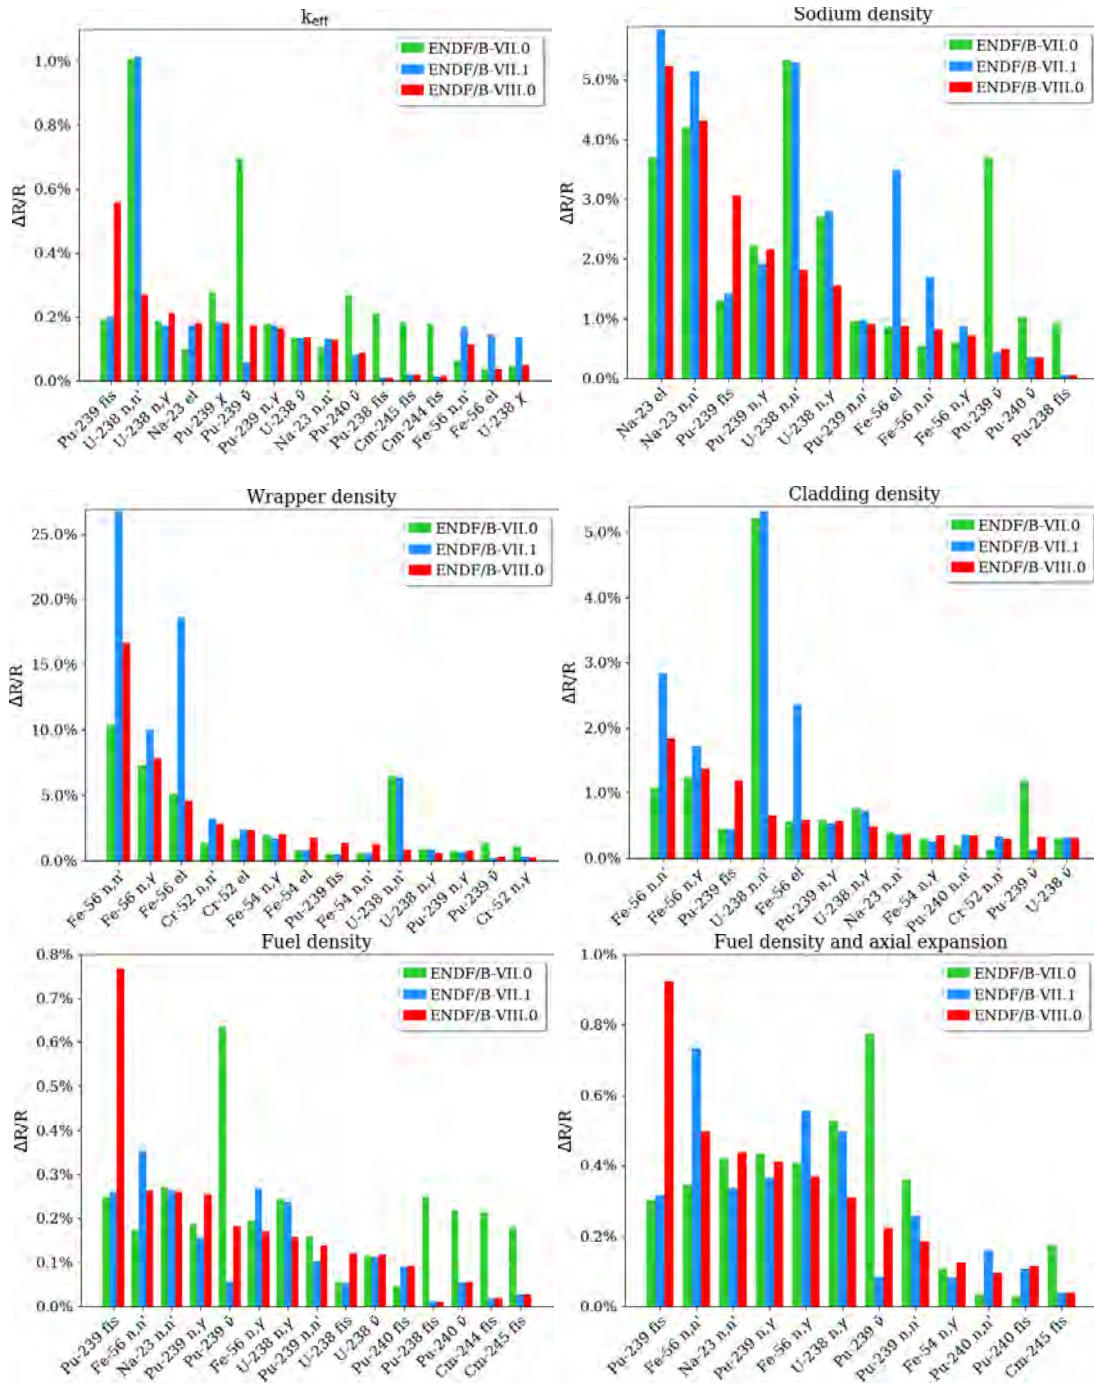 k_eff
ENDF/B-VII.0
ENDF/B-VII.1
ENDF/B-VIII.0
ΔR/R
1.0%
0.8%
0.6%
0.4%
0.2%
0.0%
Pu-239 fis
U-238 n,n'
U-238 n,γ
Na-23 el
Pu-239 χ
Pu-239 ν̄
Pu-239 n,γ
U-238 ν̄
Na-23 n,n'
Pu-240 ν̄
Pu-238 fis
Cm-245 fis
Cm-244 fis
Fe-56 n,n'
Fe-56 el
U-238 χ
Sodium density
ENDF/B-VII.0
ENDF/B-VII.1
ENDF/B-VIII.0
ΔR/R
5.0%
4.0%
3.0%
2.0%
1.0%
0.0%
Na-23 el
Na-23 n,n'
Pu-239 fis
Pu-239 n,γ
U-238 n,n'
U-238 n,γ
Pu-239 n,n'
Fe-56 el
Fe-56 n,n'
Fe-56 n,γ
Pu-239 ν̄
Pu-240 ν̄
Pu-238 fis
Wrapper density
ENDF/B-VII.0
ENDF/B-VII.1
ENDF/B-VIII.0
ΔR/R
25.0%
20.0%
15.0%
10.0%
5.0%
0.0%
Fe-56 n,n'
Fe-56 n,γ
Fe-56 el
Cr-52 n,n'
Cr-52 el
Fe-54 n,γ
Fe-54 el
Pu-239 fis
Fe-54 n,n'
U-238 n,n'
U-238 n,γ
Pu-239 n,γ
Pu-239 ν̄
Cr-52 n,γ
Cladding density
ENDF/B-VII.0
ENDF/B-VII.1
ENDF/B-VIII.0
ΔR/R
5.0%
4.0%
3.0%
2.0%
1.0%
0.0%
Fe-56 n,n'
Fe-56 n,γ
Pu-239 fis
U-238 n,n'
Fe-56 el
Pu-239 n,γ
U-238 n,γ
Na-23 n,n'
Fe-54 n,γ
Pu-240 n,n'
Cr-52 n,n'
Pu-239 ν̄
U-238 ν̄
Fuel density
ENDF/B-VII.0
ENDF/B-VII.1
ENDF/B-VIII.0
ΔR/R
0.8%
0.7%
0.6%
0.5%
0.4%
0.3%
0.2%
0.1%
0.0%
Pu-239 fis
Fe-56 n,n'
Na-23 n,n'
Pu-239 n,γ
Pu-239 ν̄
Fe-56 n,γ
U-238 n,γ
Pu-239 n,n'
U-238 fis
U-238 ν̄
Pu-240 fis
Pu-238 fis
Pu-240 ν̄
Cm-244 fis
Cm-245 fis
Fuel density and axial expansion
ENDF/B-VII.0
ENDF/B-VII.1
ENDF/B-VIII.0
ΔR/R
1.0%
0.8%
0.6%
0.4%
0.2%
0.0%
Pu-239 fis
Fe-56 n,n'
Na-23 n,n'
Pu-239 n,γ
Fe-56 n,γ
U-238 n,γ
Pu-239 ν̄
Pu-239 n,n'
Fe-54 n,γ
Pu-240 n,n'
Pu-240 fis
Cm-245 fis